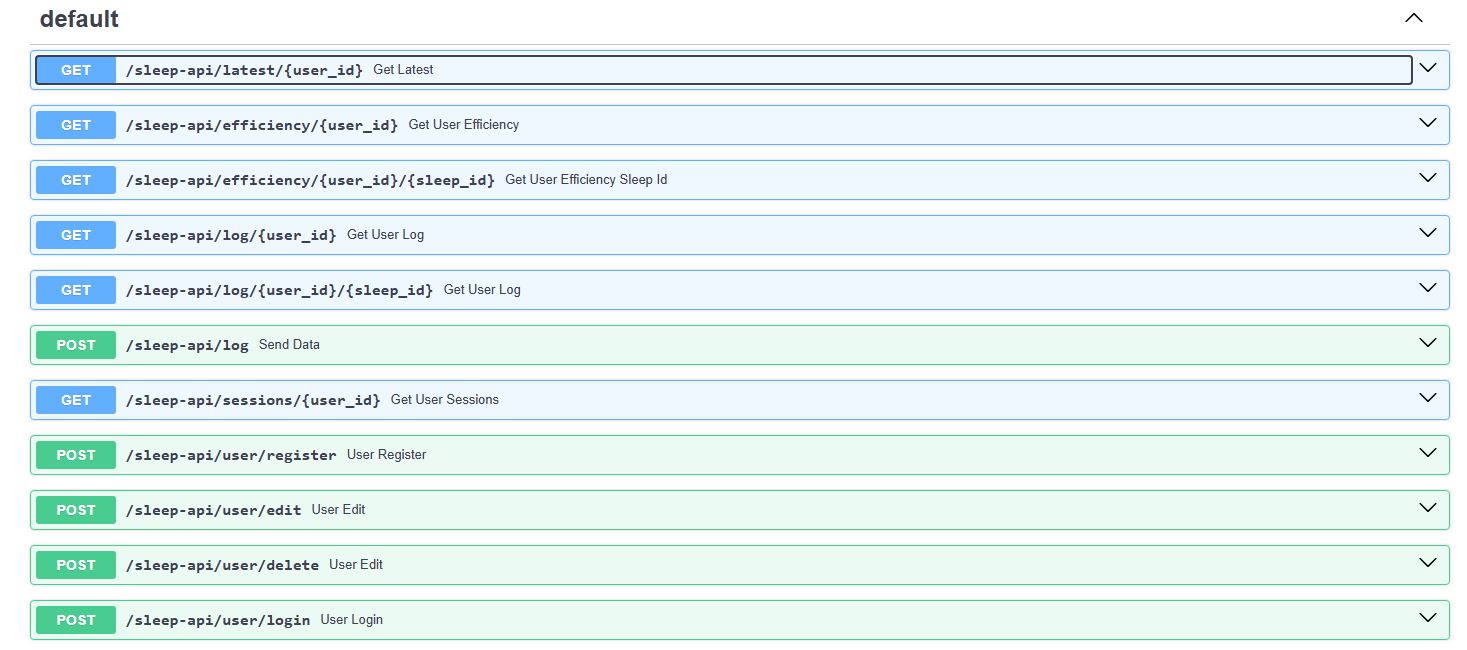 default
GET /sleep-api/latest/{user_id} Get Latest
GET /sleep-api/efficiency/{user_id} Get User Efficiency
GET /sleep-api/efficiency/{user_id}/{sleep_id} Get User Efficiency Sleep Id
GET /sleep-api/log/{user_id} Get User Log
GET /sleep-api/log/{user_id}/{sleep_id} Get User Log
POST /sleep-api/log Send Data
GET /sleep-api/sessions/{user_id} Get User Sessions
POST /sleep-api/user/register User Register
POST /sleep-api/user/edit User Edit
POST /sleep-api/user/delete User Edit
POST /sleep-api/user/login User Login